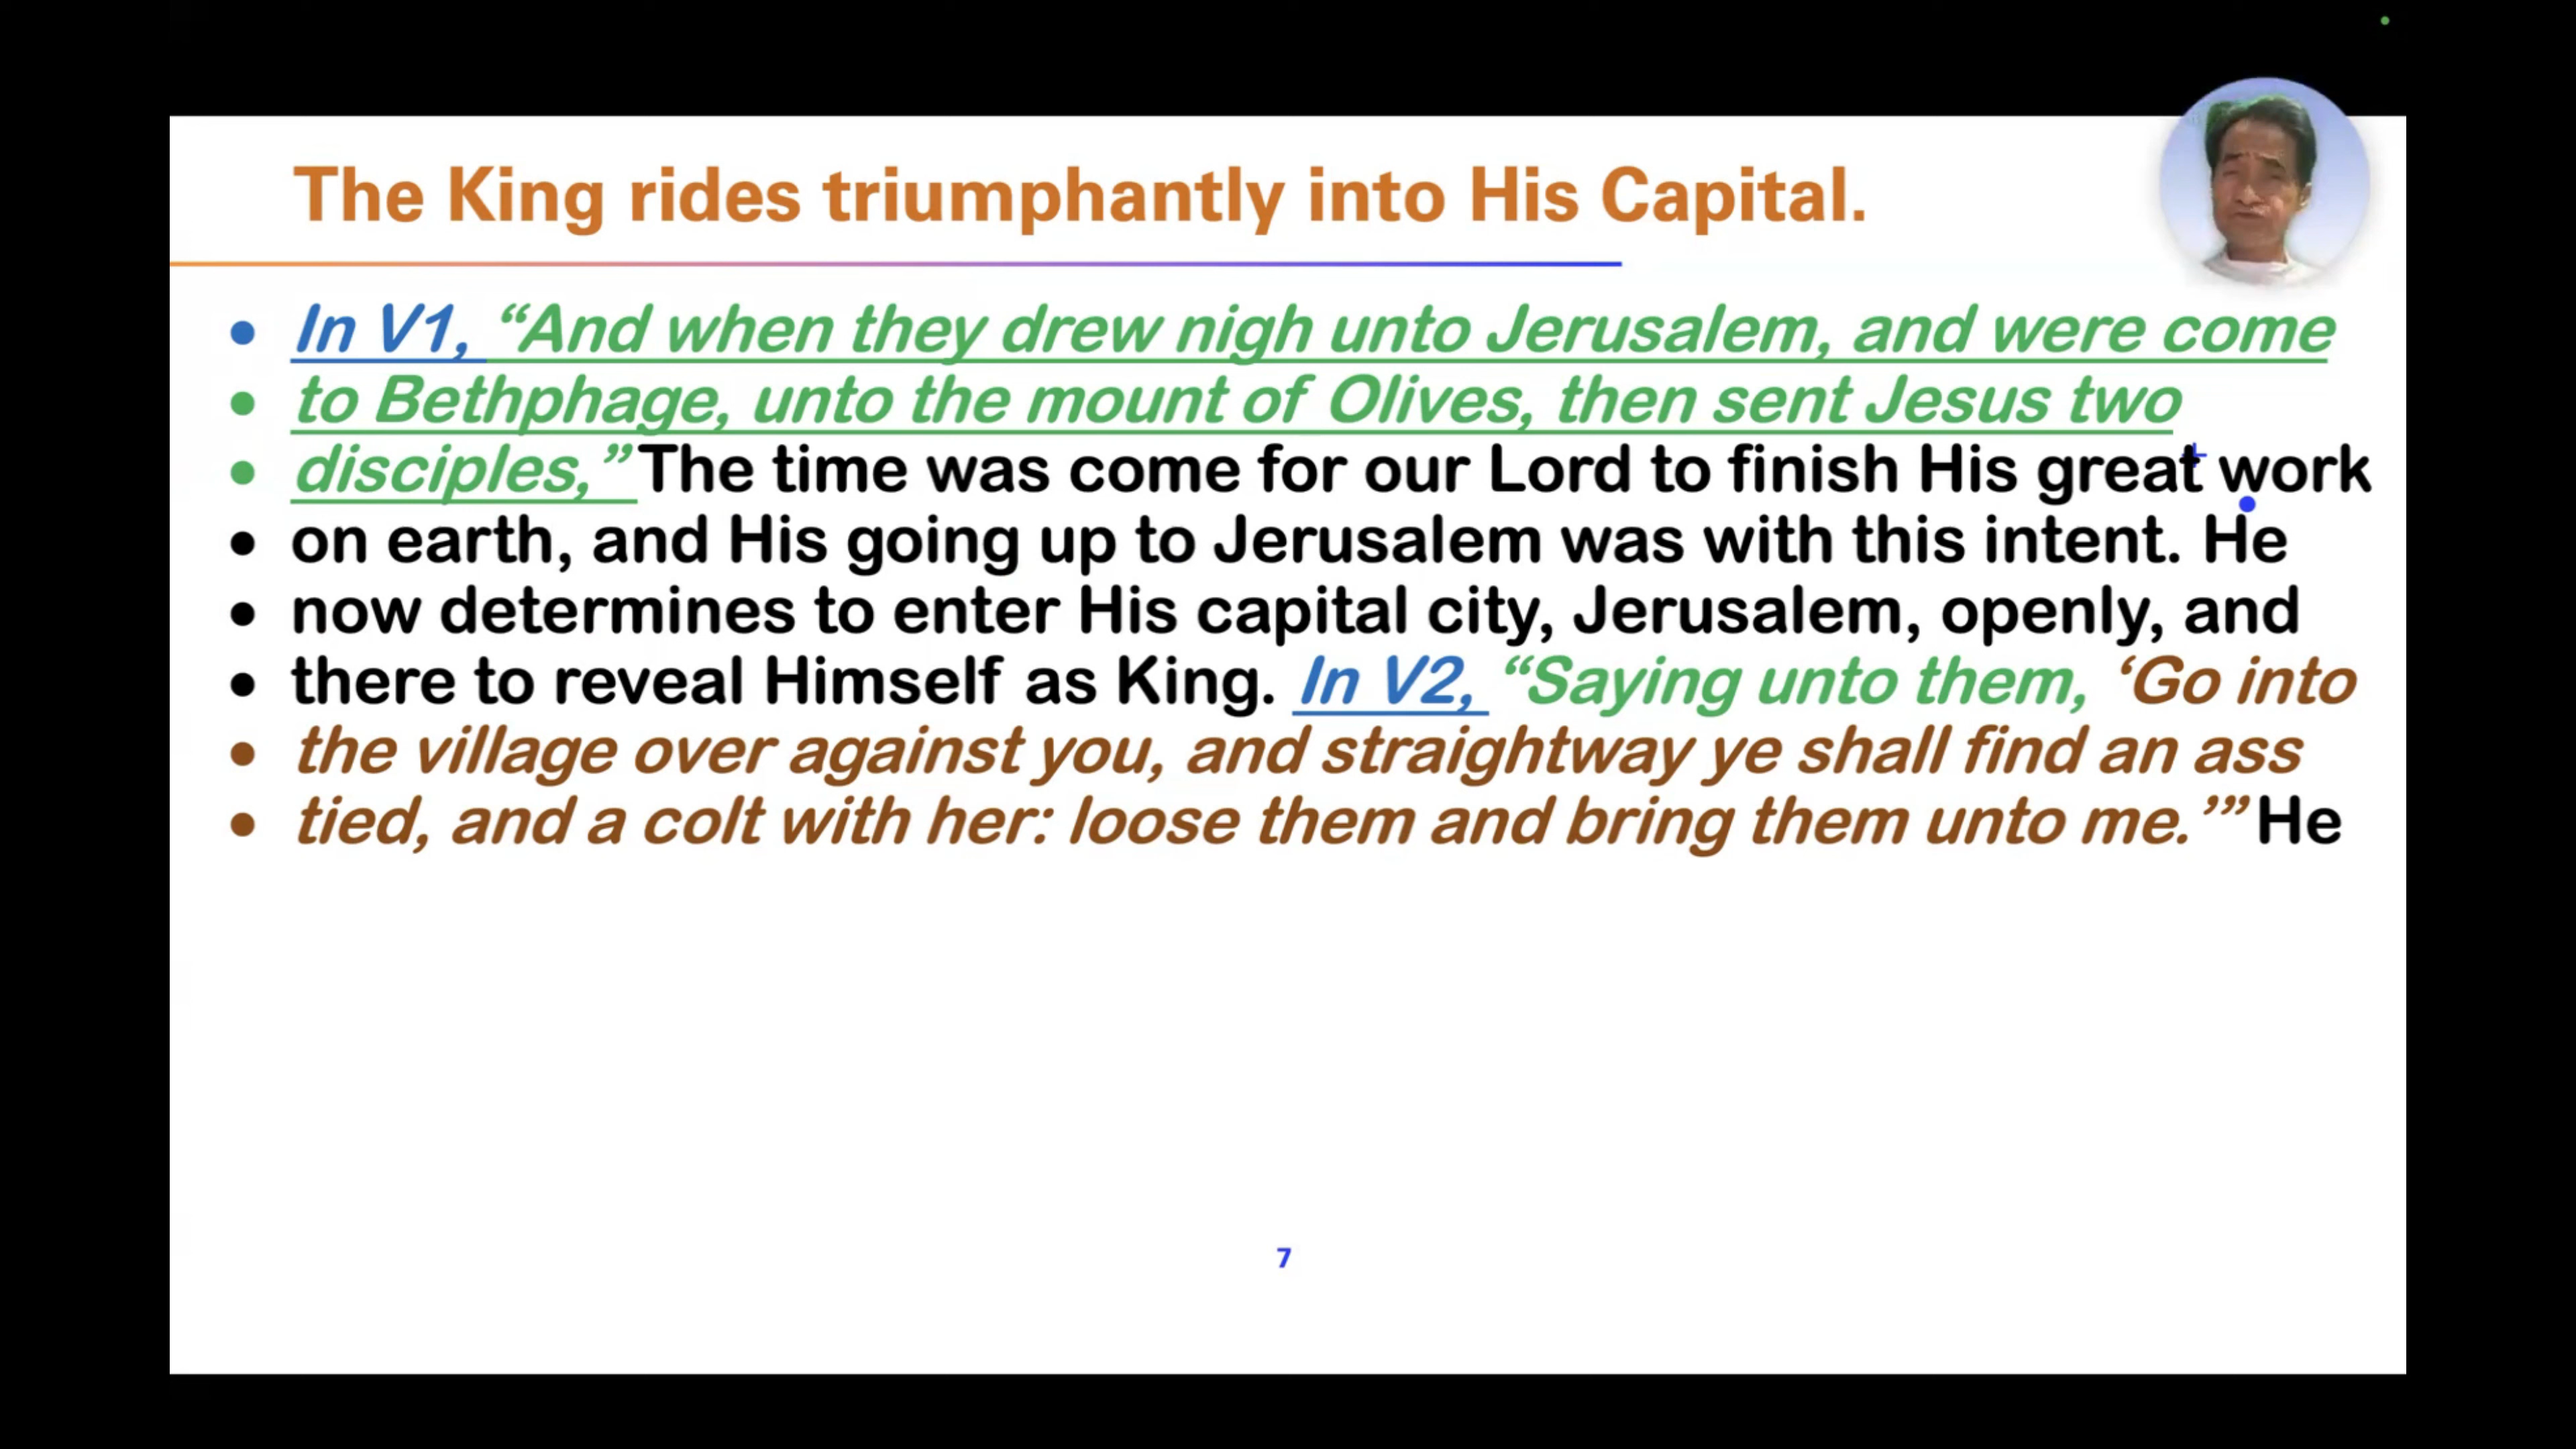 The King rides triumphantly into His Capital.
• In V1, “And when they drew nigh unto Jerusalem, and were come
• to Bethphage, unto the mount of Olives, then sent Jesus two
• disciples,” The time was come for our Lord to finish His great work
• on earth, and His going up to Jerusalem was with this intent. He
• now determines to enter His capital city, Jerusalem, openly, and
• there to reveal Himself as King. In V2, “Saying unto them, ‘Go into
• the village over against you, and straightway ye shall find an ass
• tied, and a colt with her: loose them and bring them unto me.’” He
7